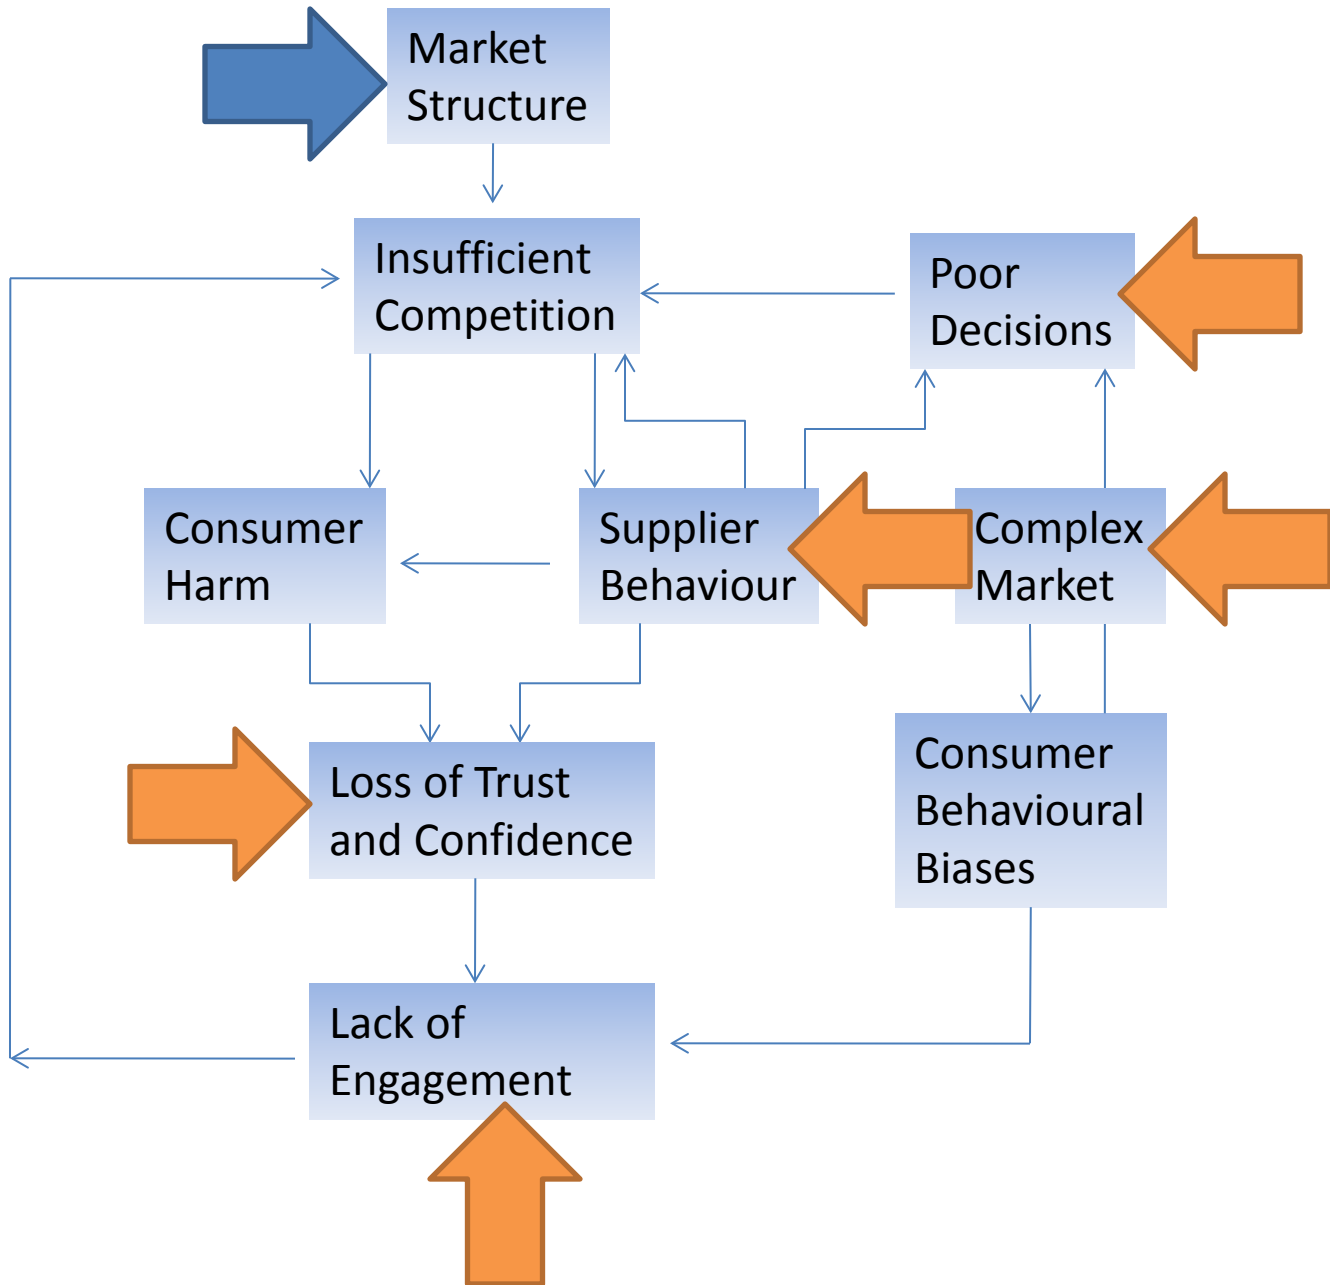 Market
Structure
Insufficient
Competition
Poor
Decisions
Consumer
Harm
Supplier
Behaviour
Complex
Market
Loss of Trust
and Confidence
Consumer
Behavioural
Biases
Lack of
Engagement